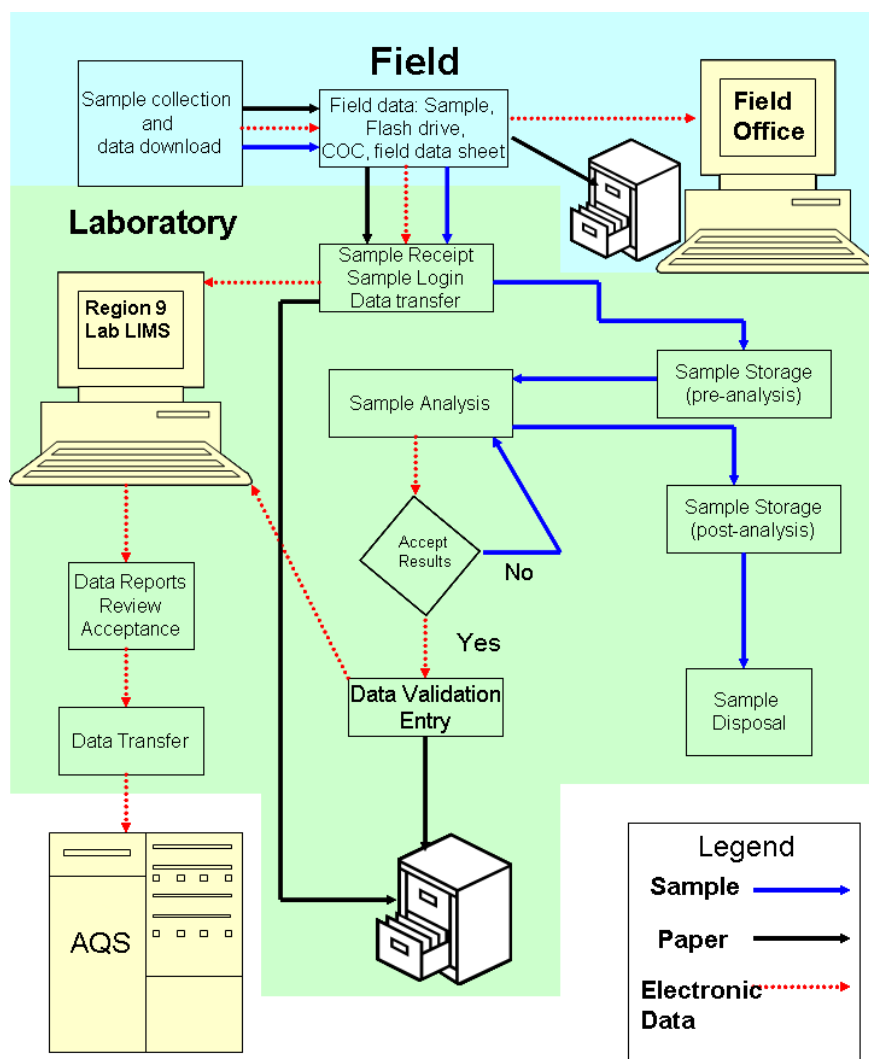 Field
Sample collection
and
data download
Field data: Sample,
Flash drive,
COC, field data sheet
Field
Office
Laboratory
Sample Receipt
Sample Login
Data transfer
Region 9
Lab LIMS
Sample Storage
(pre-analysis)
Sample Analysis
Sample Storage
(post-analysis)
Accept
Results
No
Data Reports
Review
Acceptance
Yes
Data Validation
Entry
Sample
Disposal
Data Transfer
AQS
Legend
Sample
Paper
Electronic
Data